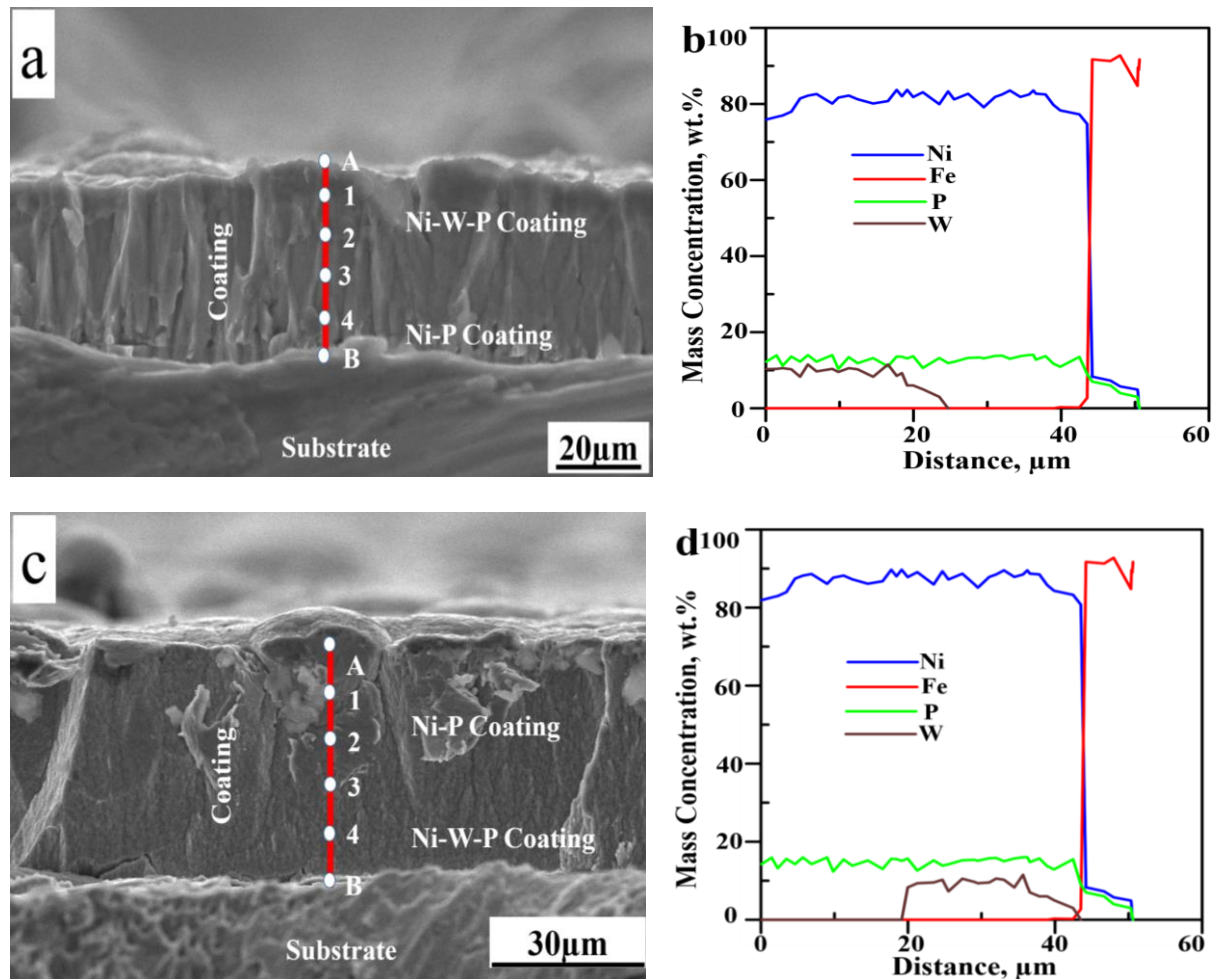 a
A
1
Ni-W-P Coating
2
Coating
3
4
Ni-P Coating
B
Substrate
20µm
b
100
80
60
40
20
0
Mass Concentration, wt.%
Ni
Fe
P
W
0
20
40
60
Distance, µm
c
A
1
Ni-P Coating
2
Coating
3
4
Ni-W-P Coating
B
Substrate
30µm
d
100
80
60
40
20
0
Mass Concentration, wt.%
Ni
Fe
P
W
0
20
40
60
Distance, µm